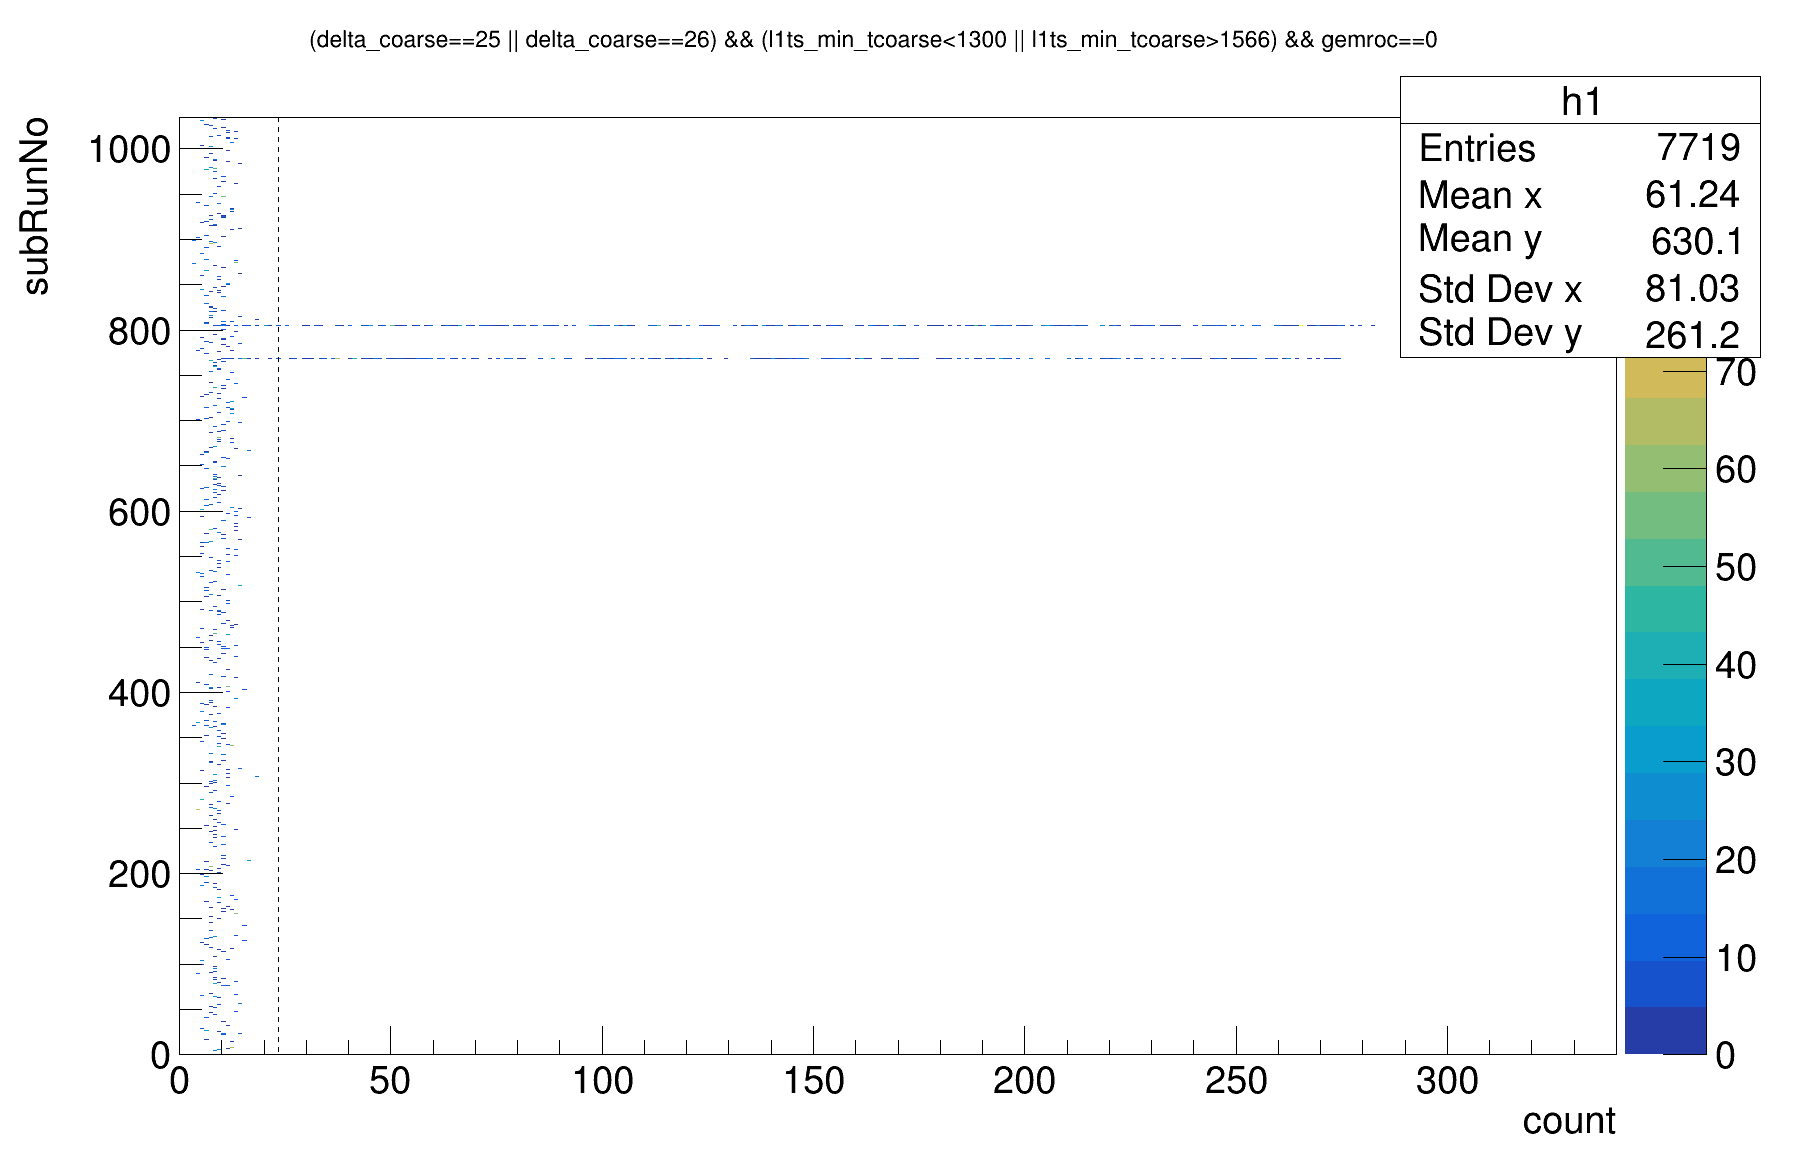 (delta_coarse==25 || delta_coarse==26) && (l1ts_min_tcoarse<1300 || l1ts_min_tcoarse>1566) && gemroc==0
h1
Entries 7719
Mean x 61.24
Mean y 630.1
Std Dev x 81.03
Std Dev y 261.2
subRunNo
1000
800
600
400
200
0
0 50 100 150 200 250 300
count
70
60
50
40
30
20
10
0